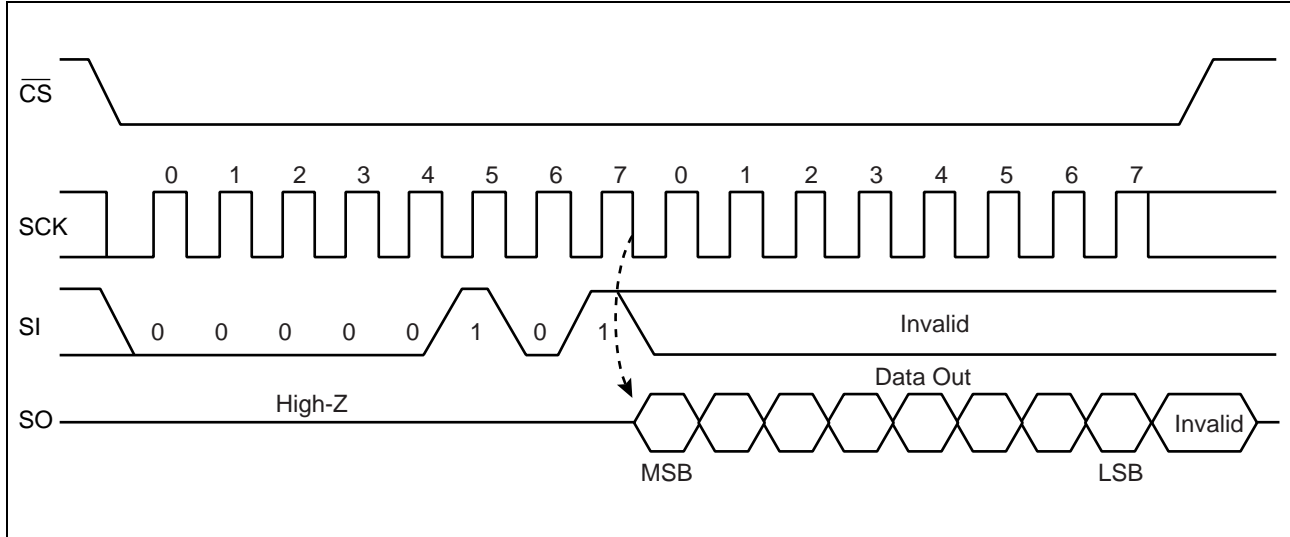 CS
0 1 2 3 4 5 6 7 0 1 2 3 4 5 6 7
SCK
SI 0 0 0 0 0 1 0 1 Invalid
Data Out
High-Z
SO Invalid
MSB LSB